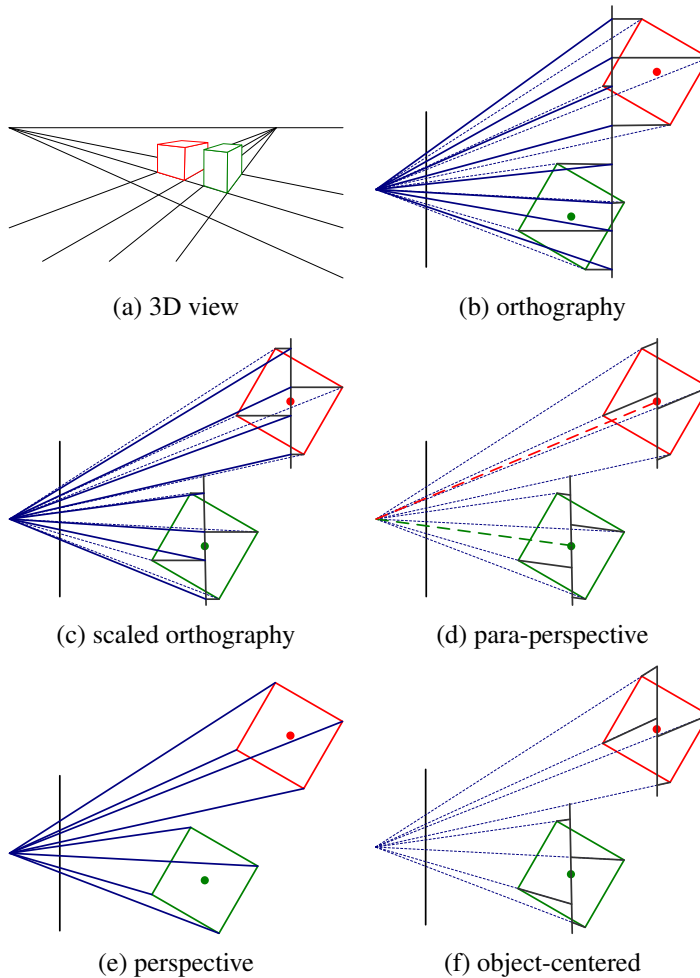 (a) 3D view
(b) orthography
(c) scaled orthography
(d) para-perspective
(e) perspective
(f) object-centered